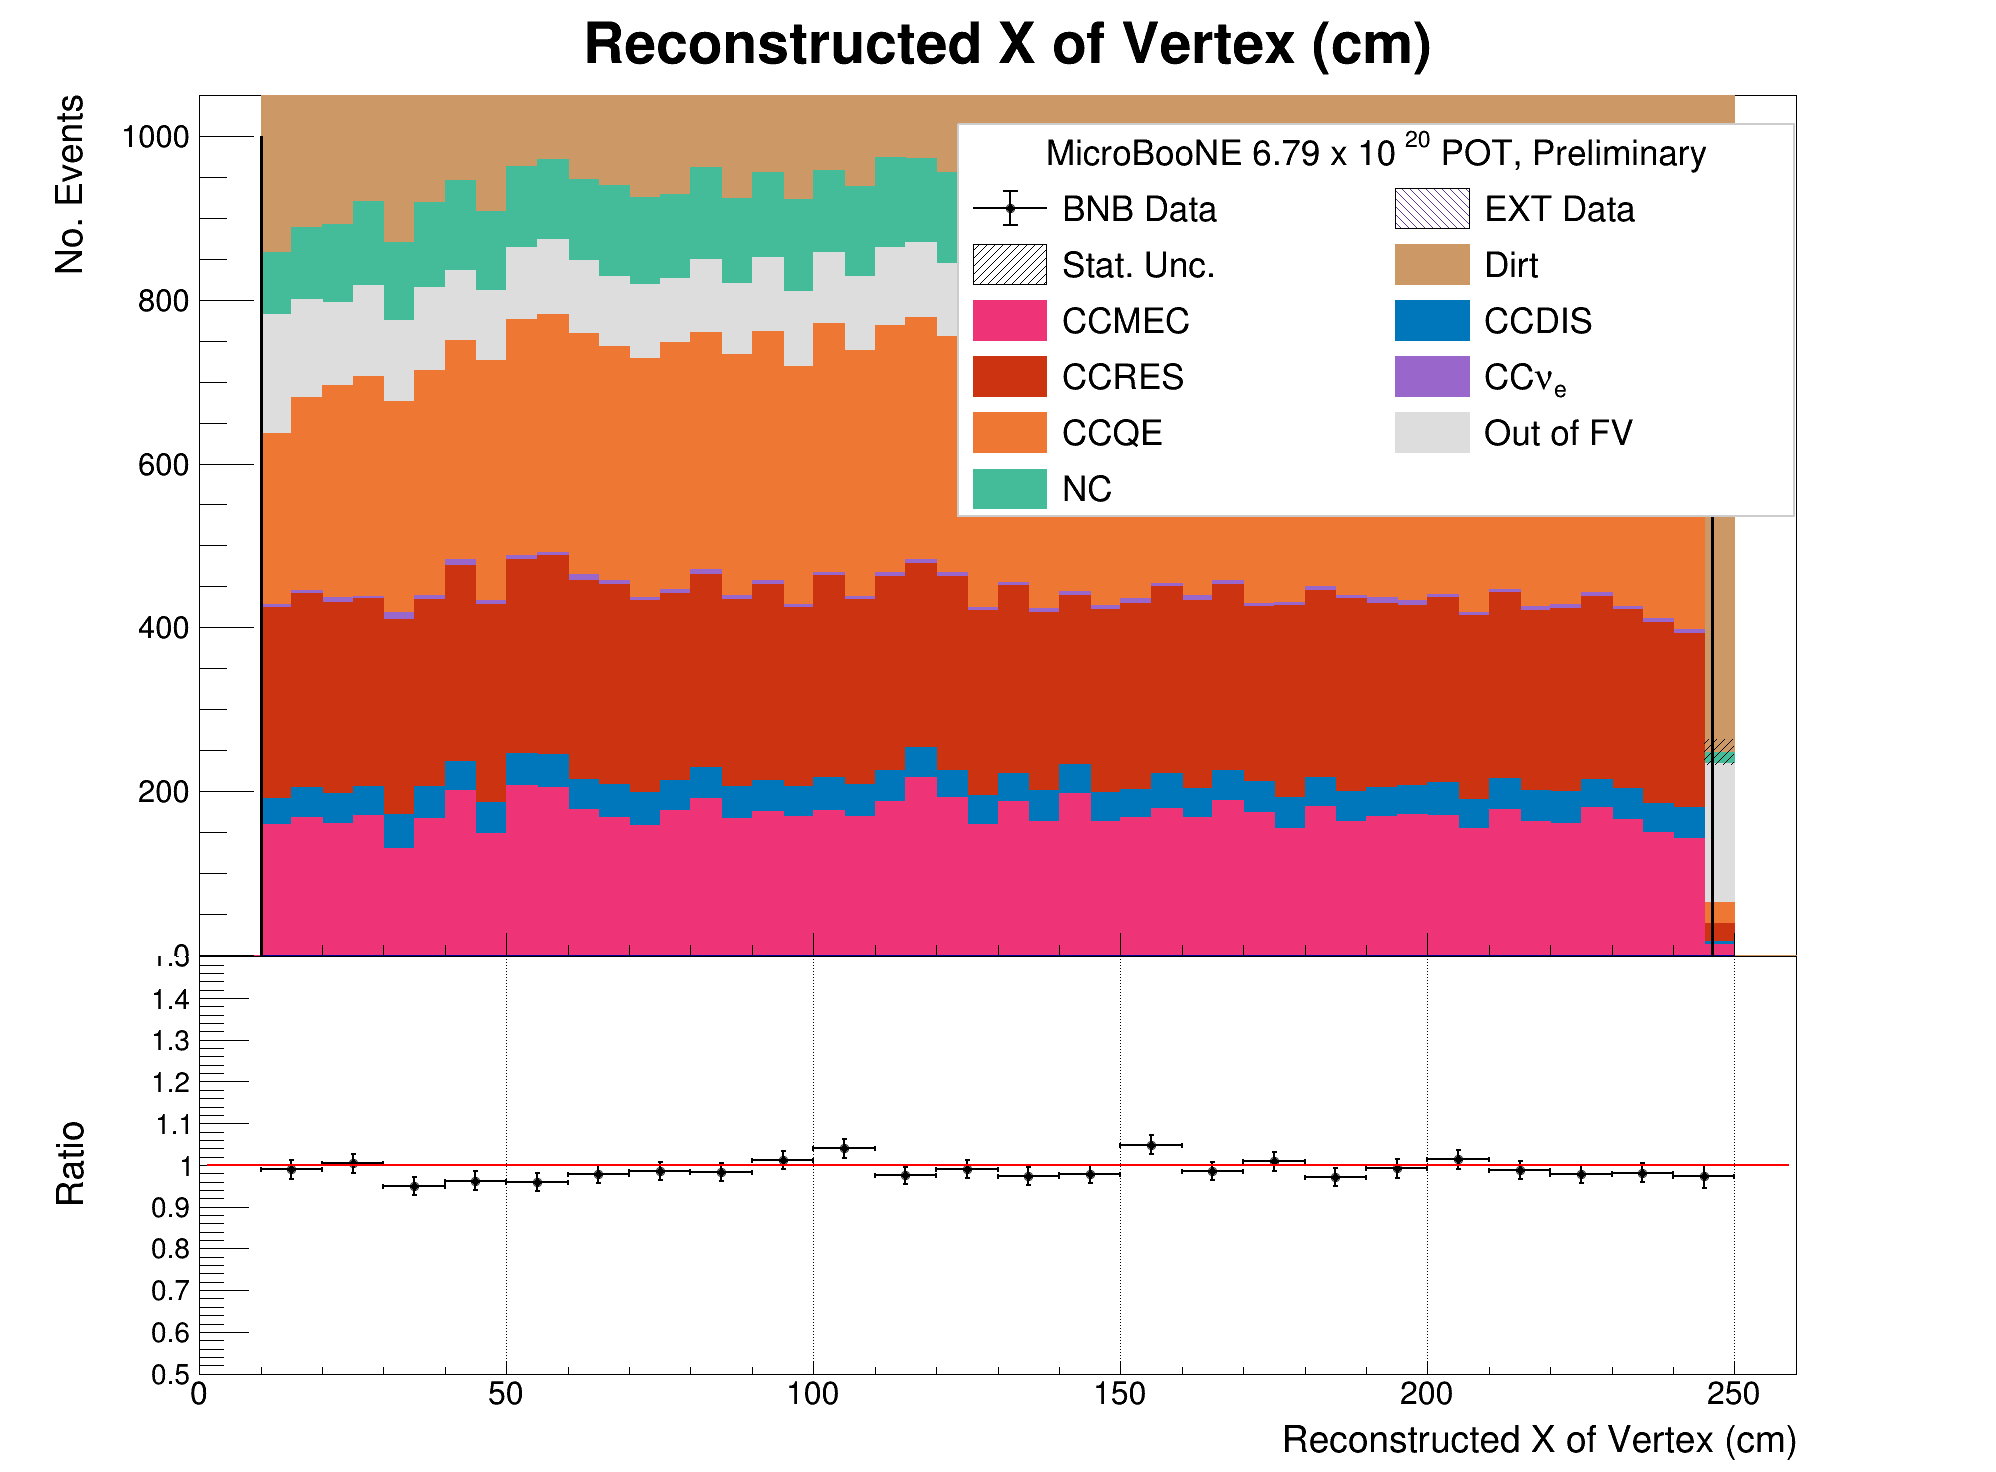 Reconstructed X of Vertex (cm)
No. Events
1000
800
600
400
200
0
MicroBooNE 6.79 x 10 20 POT, Preliminary
BNB Data
EXT Data
Stat. Unc.
Dirt
CCMEC
CCDIS
CCRES
CCνe
CCQE
Out of FV
NC
Ratio
1.5
1.4
1.3
1.2
1.1
1
0.9
0.8
0.7
0.6
0.5
0 50 100 150 200 250
Reconstructed X of Vertex (cm)